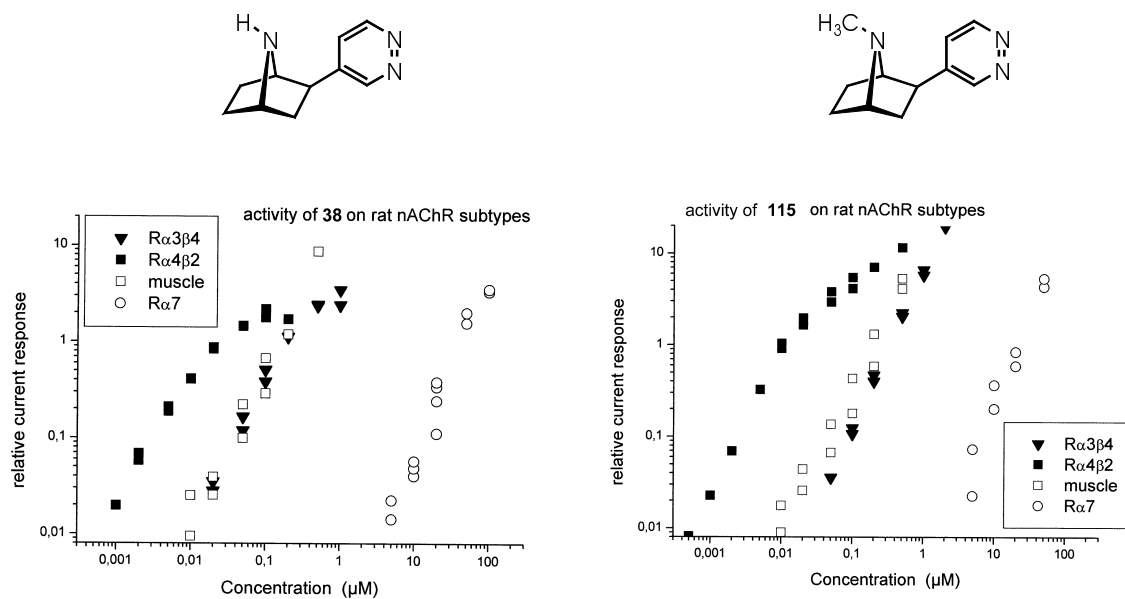 H
N
N
N
H₃C
N
N
N
activity of 38 on rat nAChR subtypes
Rα3β4
Rα4β2
muscle
Rα7
relative current response
10
1
0,1
0,01
0,001
0,01
0,1
1
10
100
Concentration (µM)
activity of 115 on rat nAChR subtypes
relative current response
10
1
0,1
0,01
Rα3β4
Rα4β2
muscle
Rα7
0,001
0,01
0,1
1
10
100
Concentration (µM)